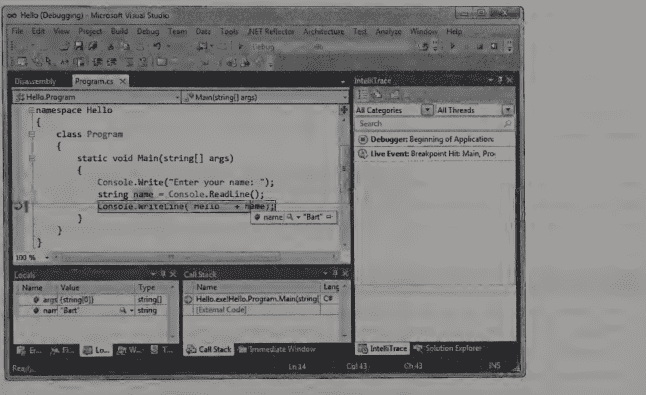 Hello (Debugging) - Microsoft Visual Studio
File Edit View Project Build Debug Team Data Tools .NET Reflector Architecture Test Analyze Window Help
Debug
Disassembly Program.cs
Hello.Program Main(string[] args)
namespace Hello
{
class Program
{
static void Main(string[] args)
{
Console.Write("Enter your name: ");
string name = Console.ReadLine();
Console.WriteLine( Hello + name);
name "Bart"
}
}
}
100 %
IntelliTrace
All Categories All Threads
Search
Debugger: Beginning of Application:
Live Event: Breakpoint Hit: Main, Pro
Locals
Name Value Type
args {string[0]} string[]
nam "Bart" string
Call Stack
Name Lang
Hello.exe!Hello.Program.Main(string[ C#
[External Code]
Lo... W... T...
Call Stack Immediate Window
IntelliTrace Solution Explorer
Ready
Ln 14 Col 43 Ch 43 INS